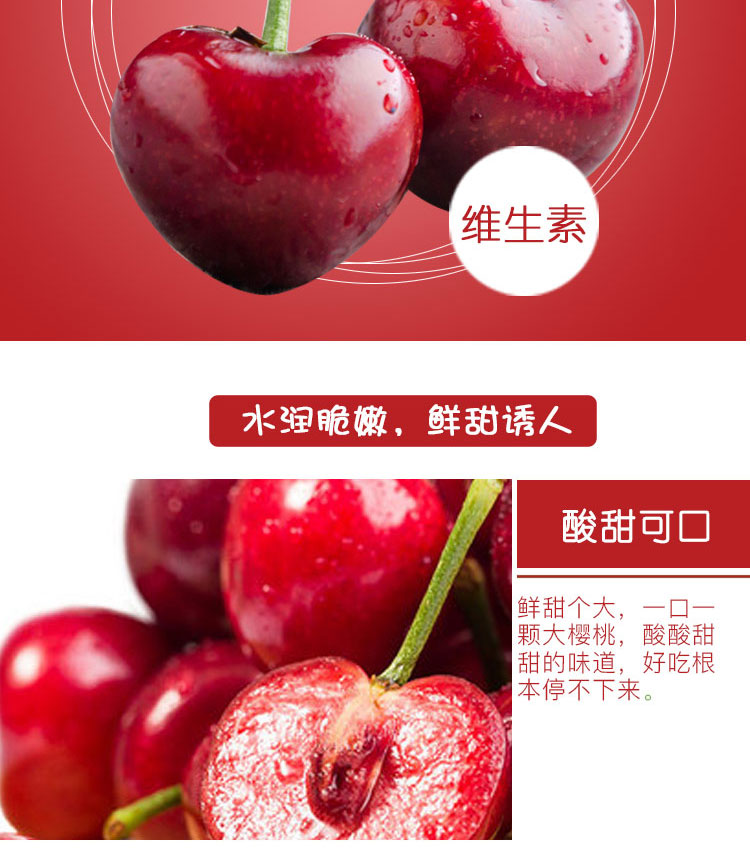 维生素
水润脆嫩，鲜甜诱人
酸甜可口
鲜甜个大，一口一
颗大樱桃，酸酸甜
甜的味道，好吃根
本停不下来。